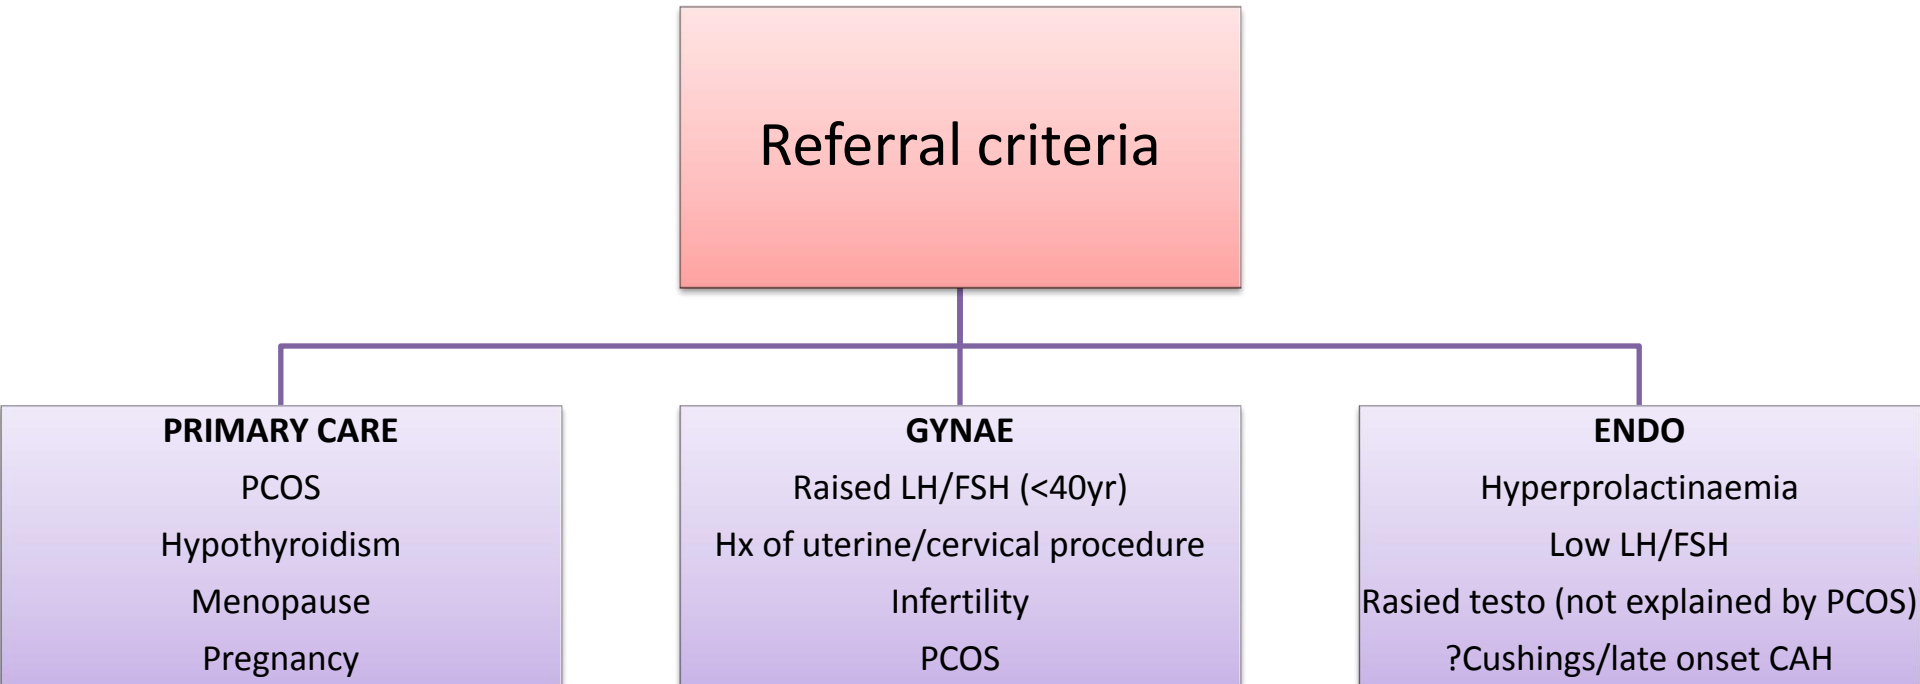 Referral criteria
PRIMARY CARE
PCOS
Hypothyroidism
Menopause
Pregnancy
GYNAE
Raised LH/FSH (<40yr)
Hx of uterine/cervical procedure
Infertility
PCOS
ENDO
Hyperprolactinaemia
Low LH/FSH
Rasied testo (not explained by PCOS)
?Cushings/late onset CAH